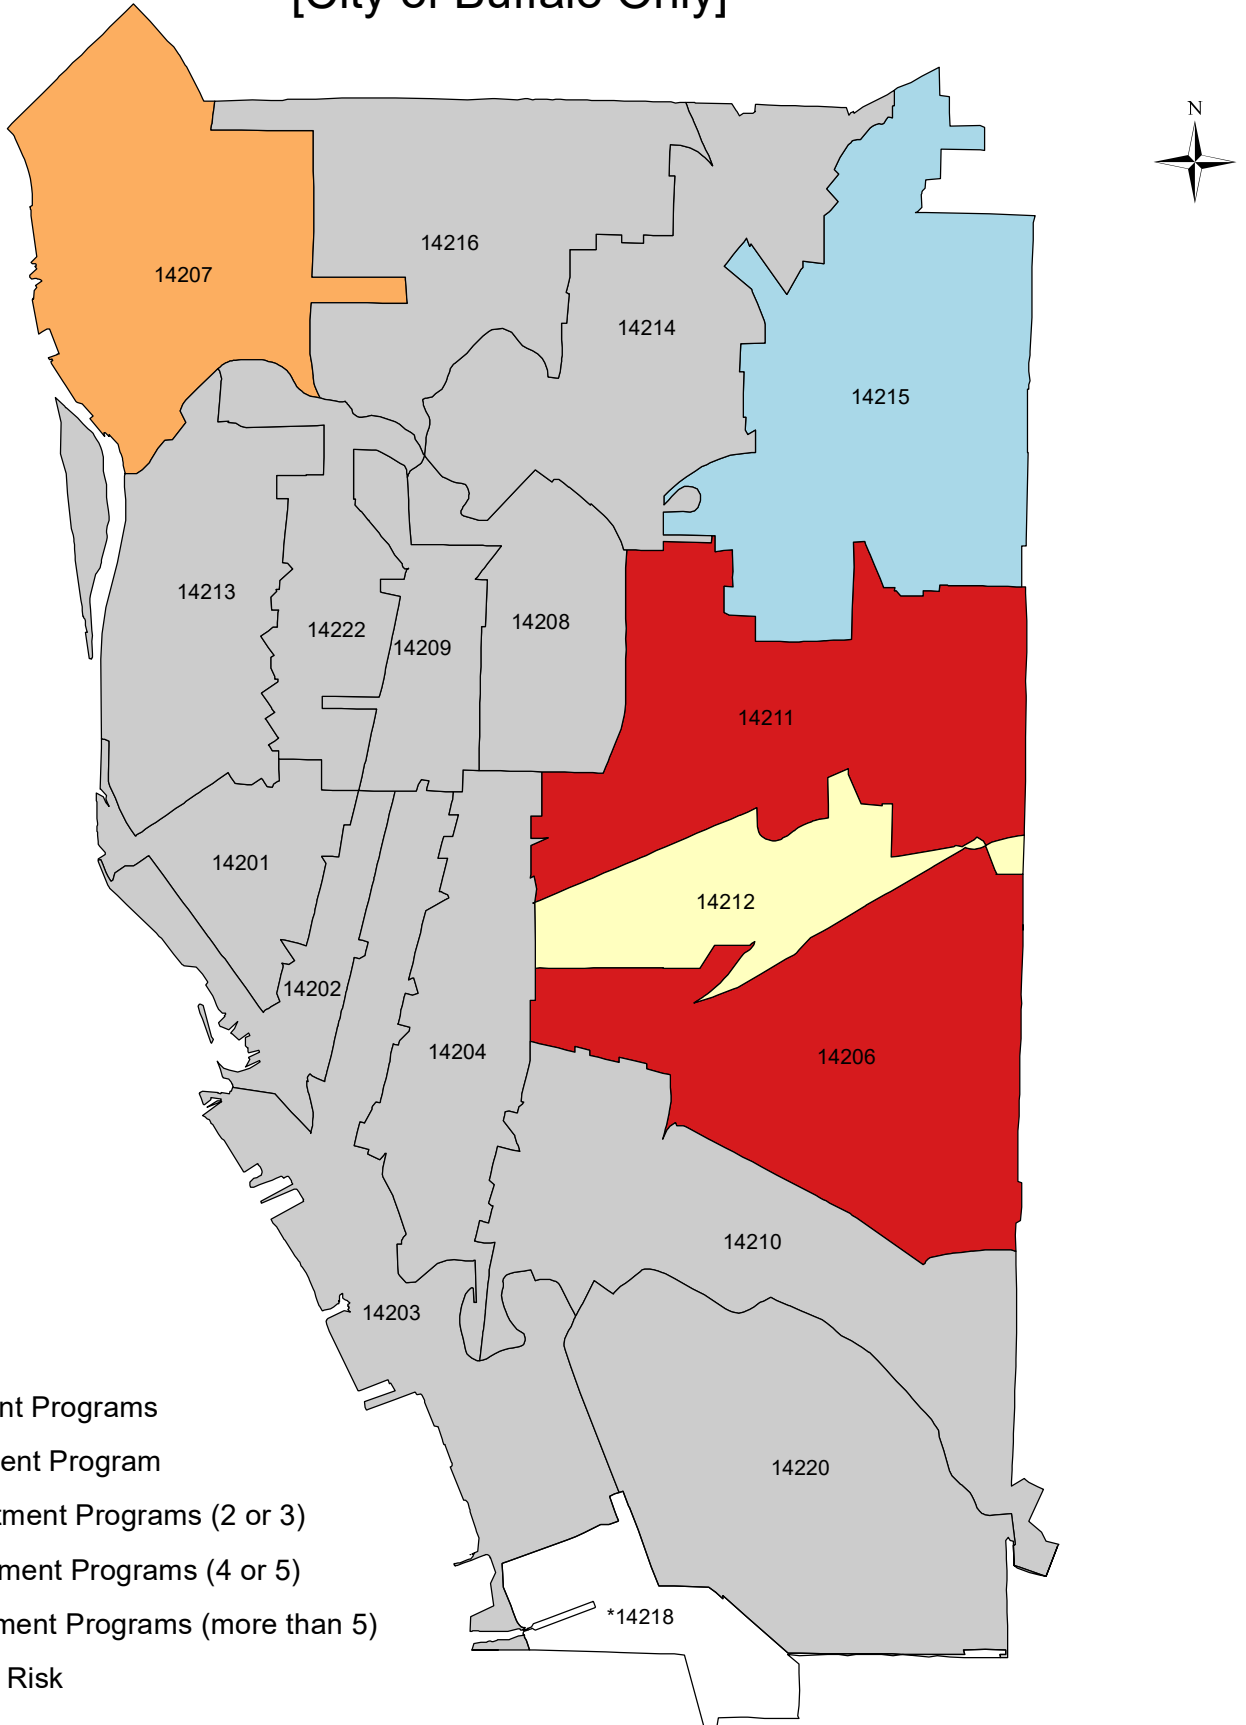 [City of Buffalo Only]
N
14207
14216
14214
14215
14213
14222
14209
14208
14211
14201
14212
14202
14204
14206
14210
14203
14220
*14218
nt Programs
ent Program
tment Programs (2 or 3)
ment Programs (4 or 5)
ment Programs (more than 5)
Risk